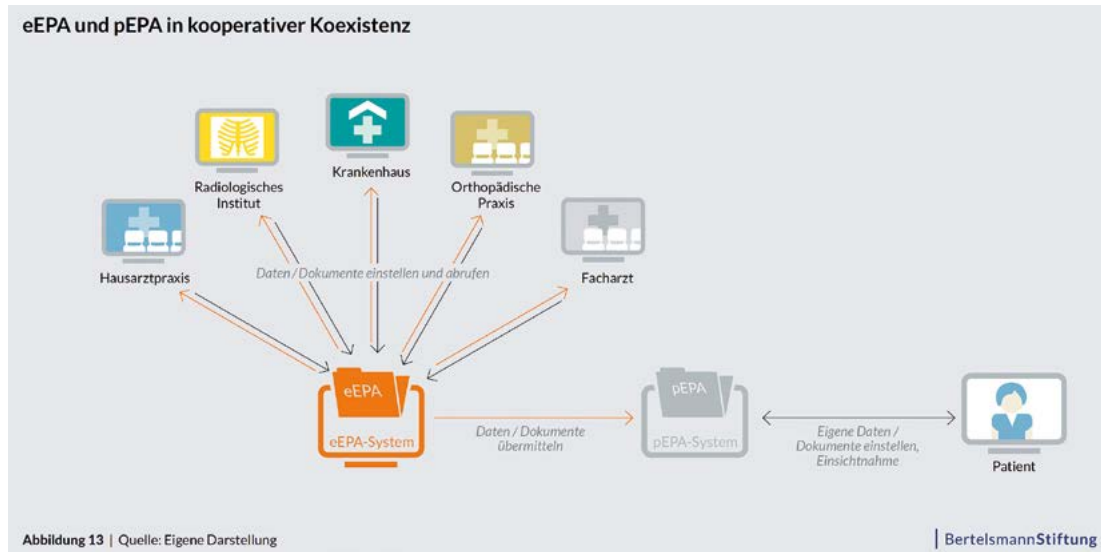 eEPA und pEPA in kooperativer Koexistenz
Krankenhaus
Radiologisches
Institut
Orthopädische
Praxis
Hausarztpraxis
Daten / Dokumente einstellen und abrufen
Facharzt
eEPA
eEPA-System
Daten / Dokumente
übermitteln
pEPA
pEPA-System
Eigene Daten /
Dokumente einstellen,
Einsichtnahme
Patient
Abbildung 13 | Quelle: Eigene Darstellung
BertelsmannStiftung